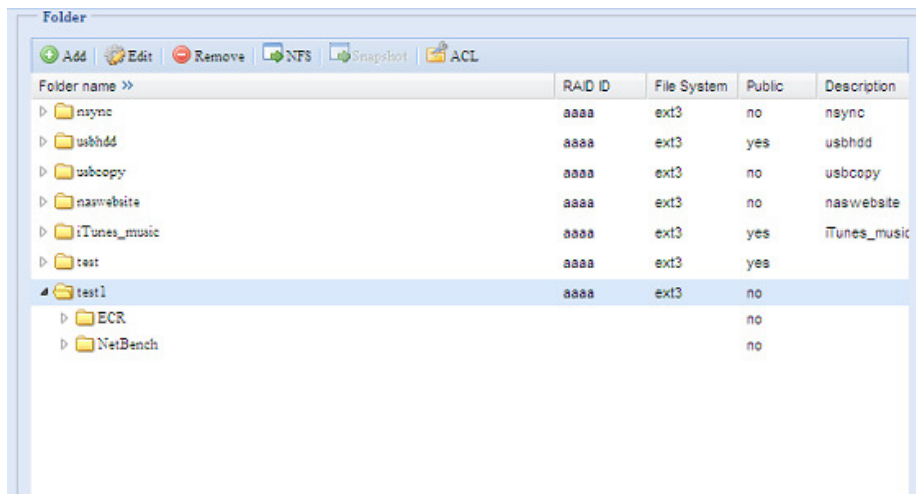 Folder
Add Edit Remove NFS Snapshot ACL
Folder name >> RAID ID File System Public Description
nsync aaaa ext3 no nsync
usbhdd aaaa ext3 yes usbhdd
usbcopy aaaa ext3 no usbcopy
naswebsite aaaa ext3 no naswebsite
iTunes_music aaaa ext3 yes iTunes_music
test aaaa ext3 yes
test1 aaaa ext3 no
ECR no
NetBench no